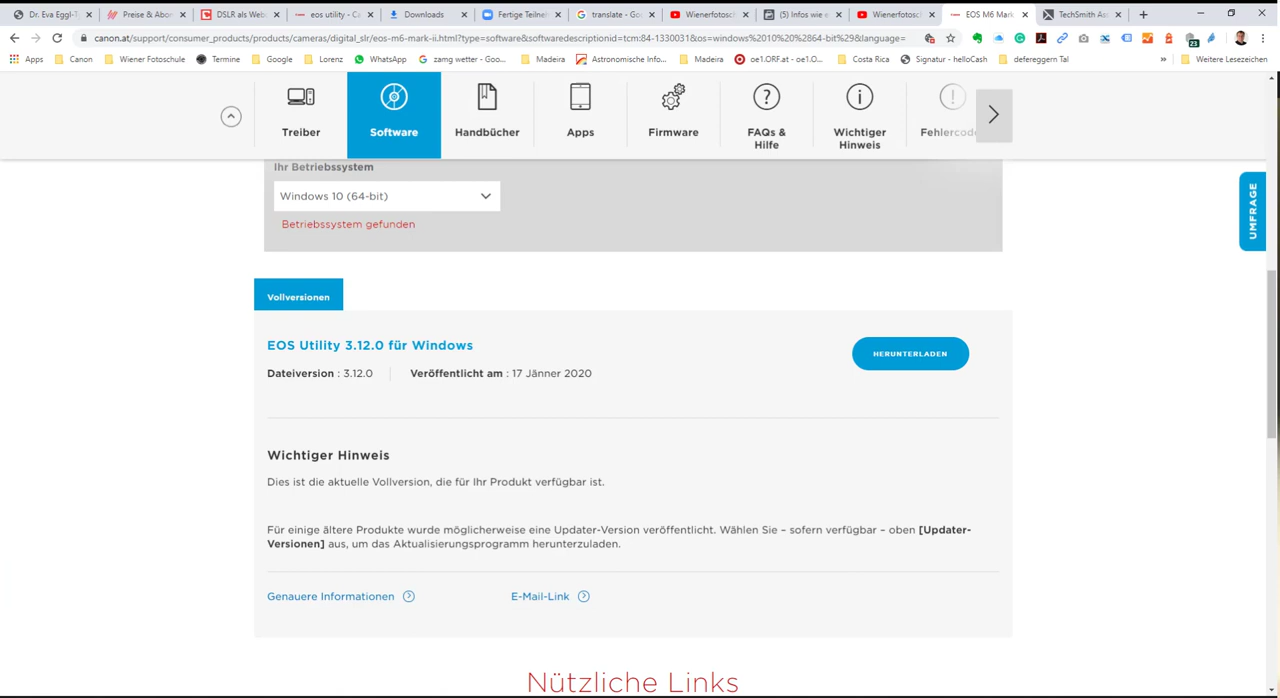 Dr. Eva Eggl-T
Preise & Abon
DSLR als Web
eos utility - Ca
Downloads
Fertige Teilne
translate - Go
Wienerfotosc
(5) Infos wie e
Wienerfotosc
EOS M6 Mark
TechSmith As
canon.at/support/consumer_products/products/cameras/digital_slr/eos-m6-mark-ii.html?type=software&softwaredescriptionid=tcm:84-1330031&os=windows%2010%20%2864-bit%29&language=
23
Apps
Canon
Wiener Fotoschule
Termine
Google
Lorenz
WhatsApp
zamg wetter - Goo...
Madeira
Astronomische Info...
Madeira
oe1.ORF.at - oe1.O...
Costa Rica
Signatur - helloCash
defereggern Tal
»
Weitere Lesezeichen
Treiber
Software
Handbücher
Apps
Firmware
FAQs &
Hilfe
Wichtiger
Hinweis
Fehlercod
Ihr Betriebssystem
Windows 10 (64-bit)
Betriebssystem gefunden
UMFRAGE
Vollversionen
EOS Utility 3.12.0 für Windows
HERUNTERLADEN
Dateiversion : 3.12.0
Veröffentlicht am : 17 Jänner 2020
Wichtiger Hinweis
Dies ist die aktuelle Vollversion, die für Ihr Produkt verfügbar ist.
Für einige ältere Produkte wurde möglicherweise eine Updater-Version veröffentlicht. Wählen Sie – sofern verfügbar – oben [Updater-
Versionen] aus, um das Aktualisierungsprogramm herunterzuladen.
Genauere Informationen
E-Mail-Link
Nützliche Links